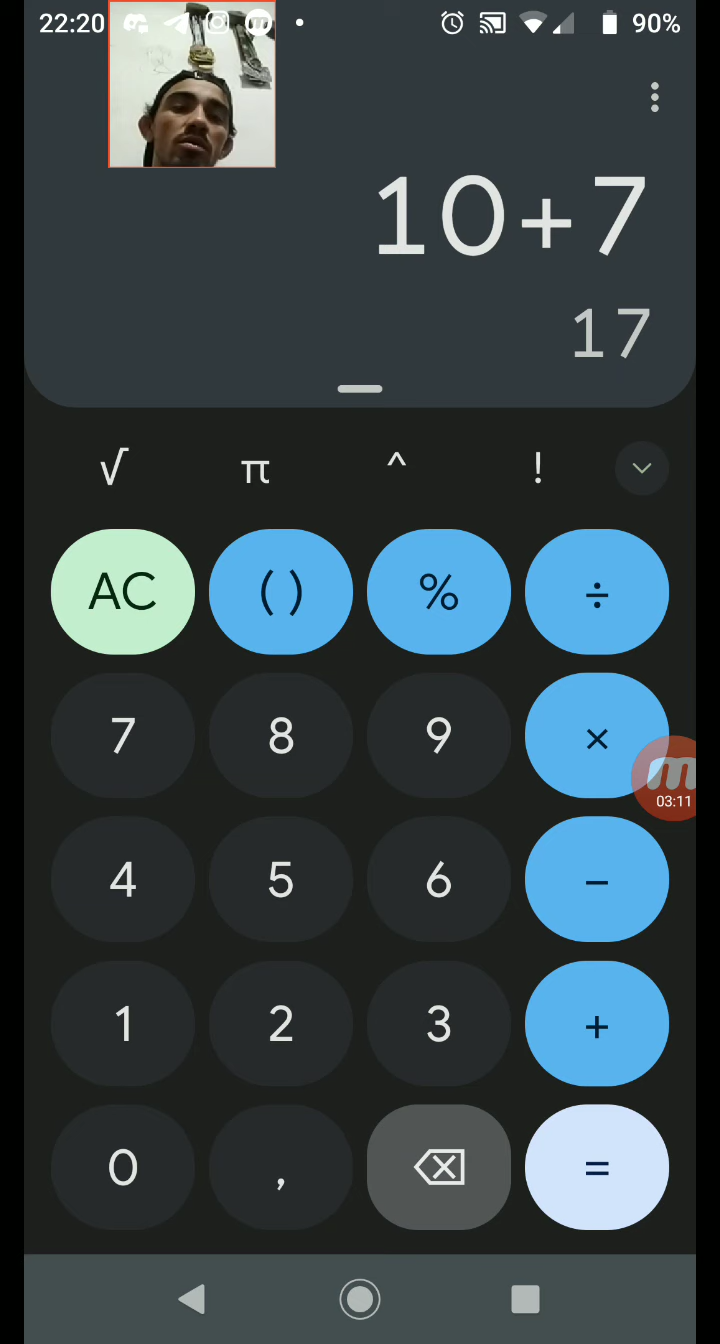 22:20 90%
10+7
17
√ π ^ !
AC ( ) % ÷
7 8 9 ×
m
03:11
4 5 6 −
1 2 3 +
0 , =